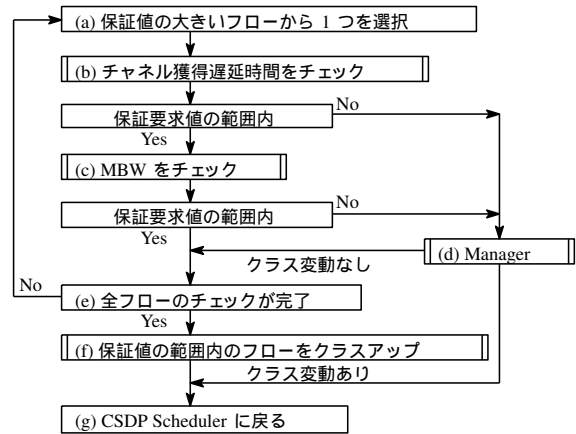 (a) 保証値の大きいフローから 1 つを選択
(b) チャネル獲得遅延時間をチェック
No
保証要求値の範囲内
Yes
(c) MBW をチェック
No
保証要求値の範囲内
Yes
(d) Manager
クラス変動なし
No
(e) 全フローのチェックが完了
Yes
(f) 保証値の範囲内のフローをクラスアップ
クラス変動あり
(g) CSDP Scheduler に戻る